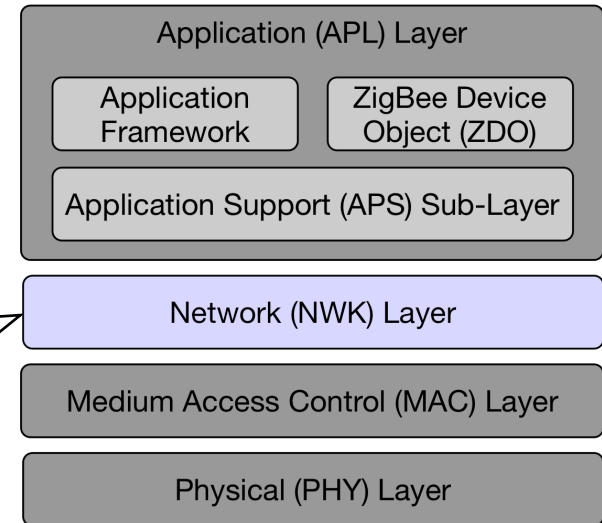 Application (APL) Layer
Application
Framework
ZigBee Device
Object (ZDO)
Application Support (APS) Sub-Layer
Network (NWK) Layer
Medium Access Control (MAC) Layer
Physical (PHY) Layer